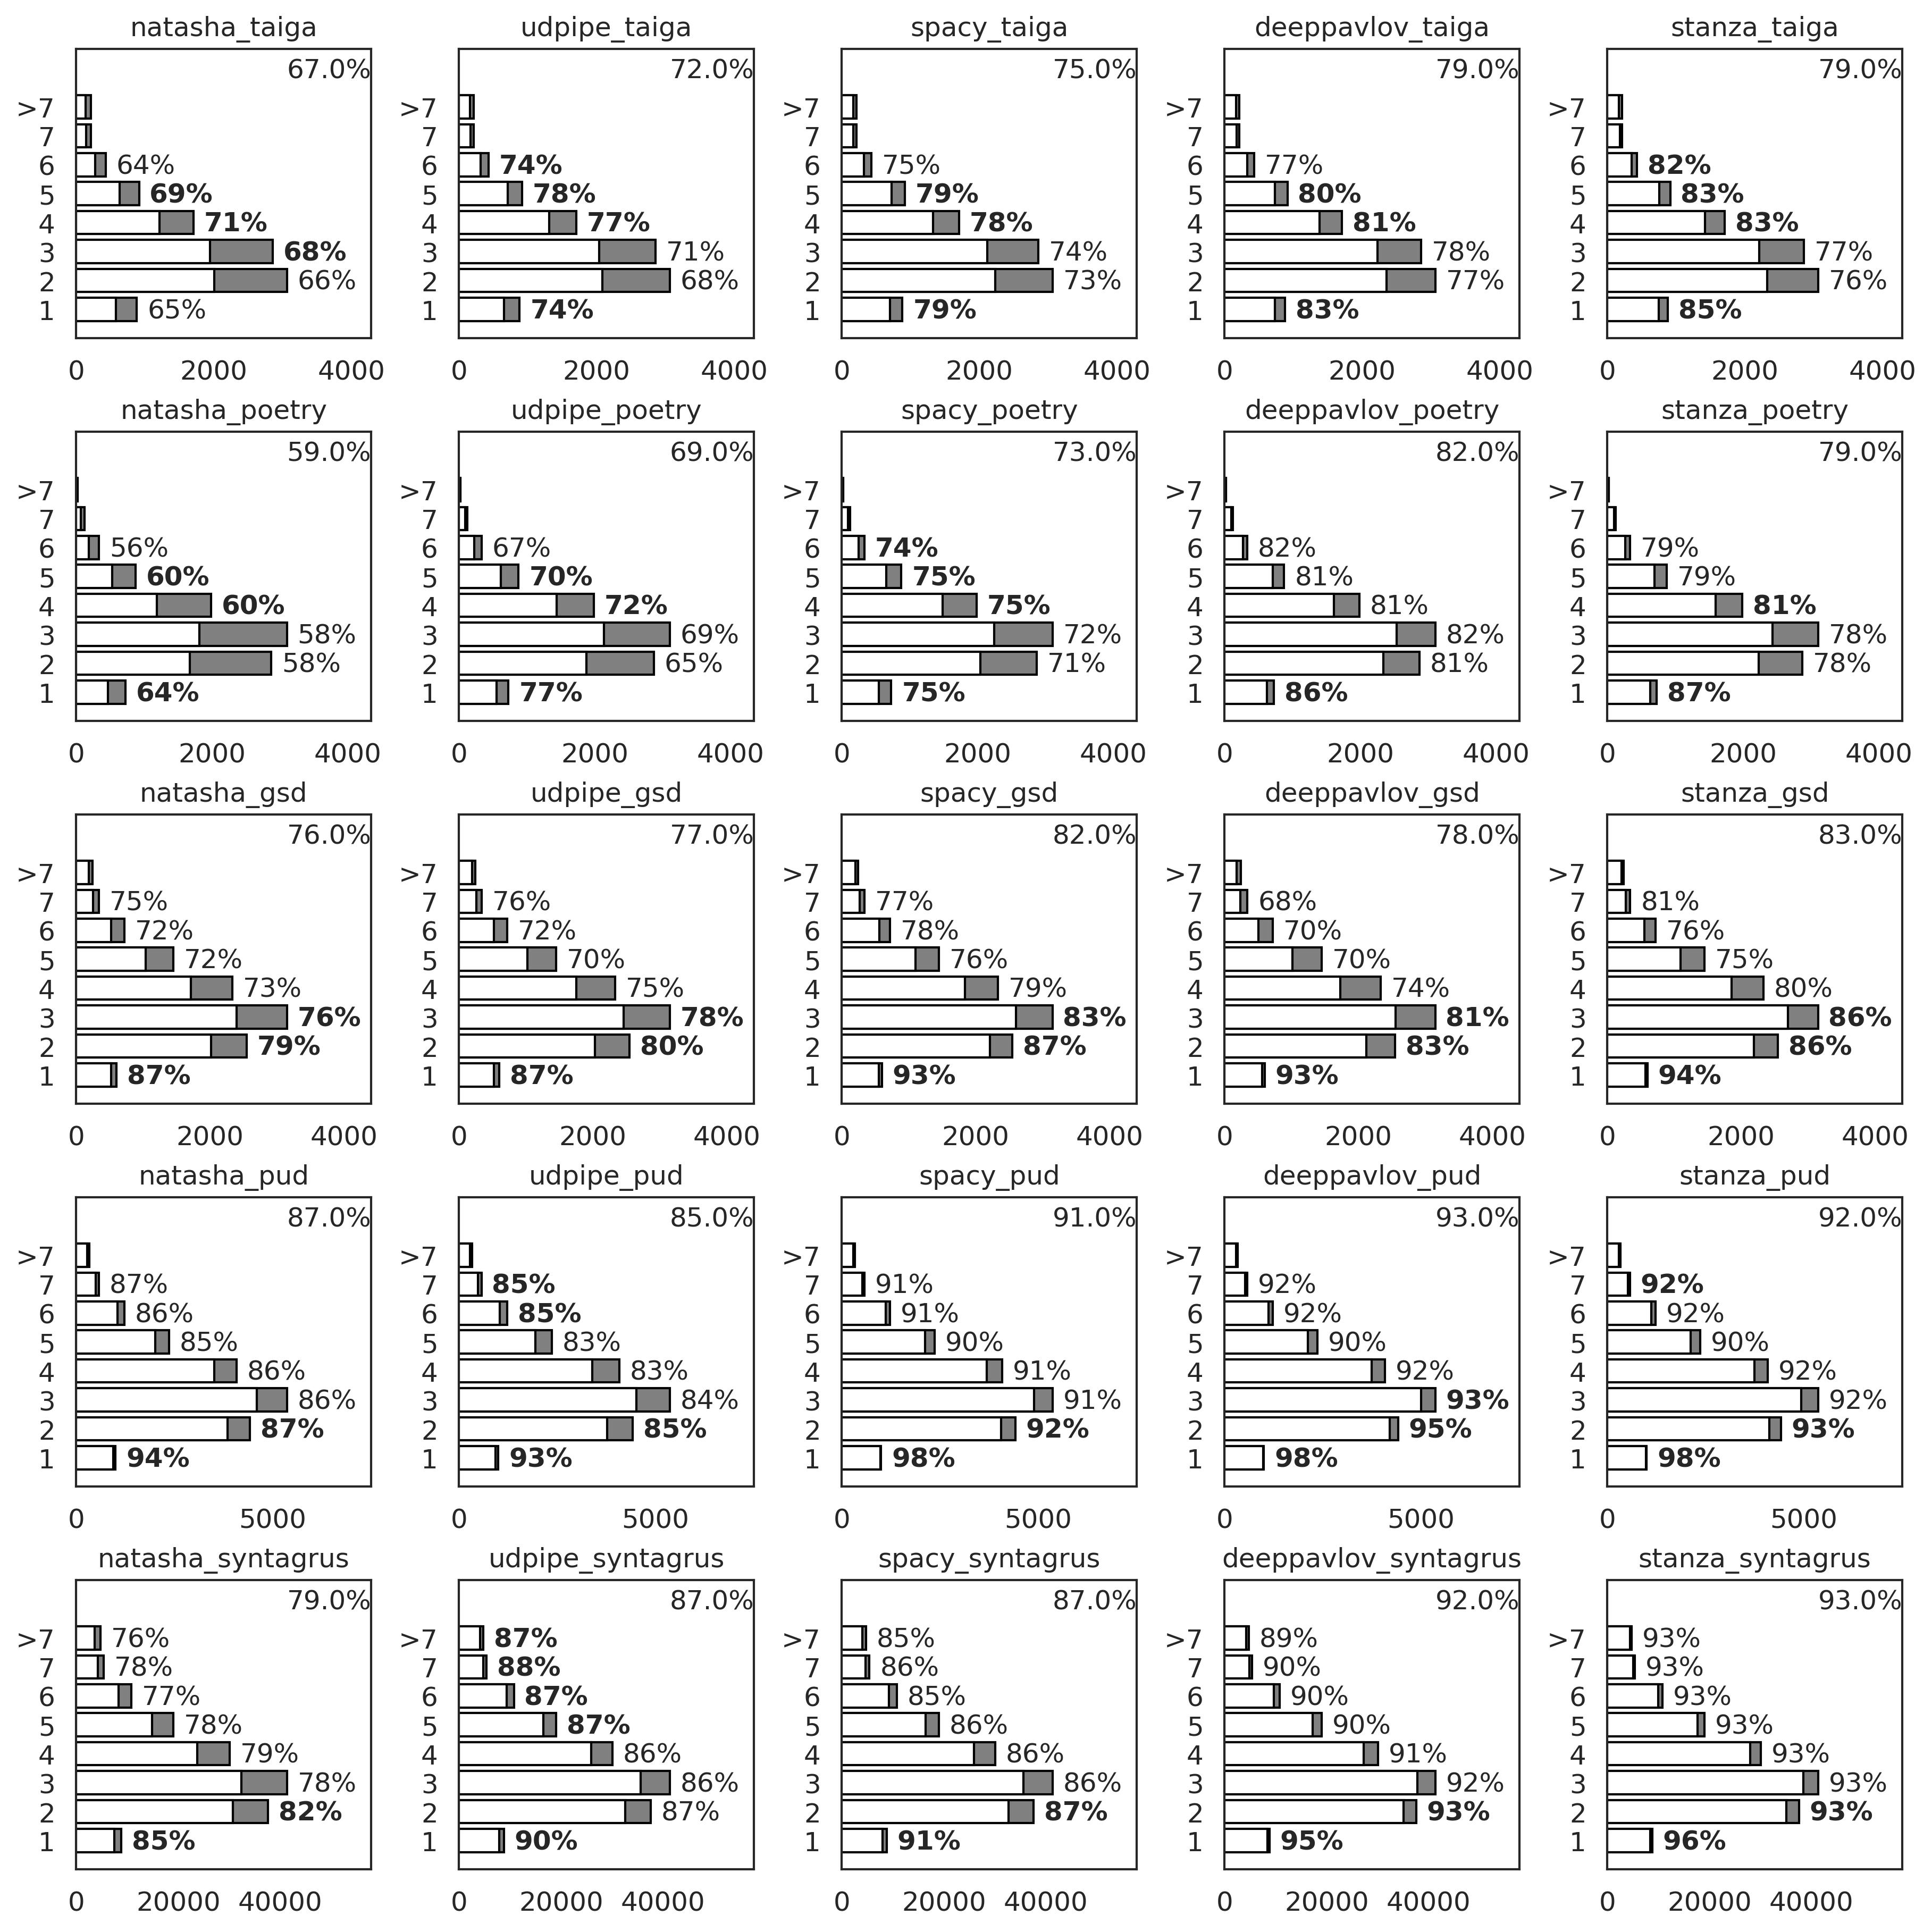 natasha_taiga udpipe_taiga spacy_taiga deeppavlov_taiga stanza_taiga
67.0% 72.0% 75.0% 79.0% 79.0%
>7 >7 >7 >7 >7
7 7 7 7 7
6 64% 6 74% 6 75% 6 77% 6 82%
5 69% 5 78% 5 79% 5 80% 5 83%
4 71% 4 77% 4 78% 4 81% 4 83%
3 68% 3 71% 3 74% 3 78% 3 77%
2 66% 2 68% 2 73% 2 77% 2 76%
1 65% 1 74% 1 79% 1 83% 1 85%
0 2000 4000 0 2000 4000 0 2000 4000 0 2000 4000 0 2000 4000
natasha_poetry udpipe_poetry spacy_poetry deeppavlov_poetry stanza_poetry
59.0% 69.0% 73.0% 82.0% 79.0%
>7 >7 >7 >7 >7
7 7 7 7 7
6 56% 6 67% 6 74% 6 82% 6 79%
5 60% 5 70% 5 75% 5 81% 5 79%
4 60% 4 72% 4 75% 4 81% 4 81%
3 58% 3 69% 3 72% 3 82% 3 78%
2 58% 2 65% 2 71% 2 81% 2 78%
1 64% 1 77% 1 75% 1 86% 1 87%
0 2000 4000 0 2000 4000 0 2000 4000 0 2000 4000 0 2000 4000
natasha_gsd udpipe_gsd spacy_gsd deeppavlov_gsd stanza_gsd
76.0% 77.0% 82.0% 78.0% 83.0%
>7 >7 >7 >7 >7
7 75% 7 76% 7 77% 7 68% 7 81%
6 72% 6 72% 6 78% 6 70% 6 76%
5 72% 5 70% 5 76% 5 70% 5 75%
4 73% 4 75% 4 79% 4 74% 4 80%
3 76% 3 78% 3 83% 3 81% 3 86%
2 79% 2 80% 2 87% 2 83% 2 86%
1 87% 1 87% 1 93% 1 93% 1 94%
0 2000 4000 0 2000 4000 0 2000 4000 0 2000 4000 0 2000 4000
natasha_pud udpipe_pud spacy_pud deeppavlov_pud stanza_pud
87.0% 85.0% 91.0% 93.0% 92.0%
>7 >7 >7 >7 >7
7 87% 7 85% 7 91% 7 92% 7 92%
6 86% 6 85% 6 91% 6 92% 6 92%
5 85% 5 83% 5 90% 5 90% 5 90%
4 86% 4 83% 4 91% 4 92% 4 92%
3 86% 3 84% 3 91% 3 93% 3 92%
2 87% 2 85% 2 92% 2 95% 2 93%
1 94% 1 93% 1 98% 1 98% 1 98%
0 5000 0 5000 0 5000 0 5000 0 5000
natasha_syntagrus udpipe_syntagrus spacy_syntagrus deeppavlov_syntagrus stanza_syntagrus
79.0% 87.0% 87.0% 92.0% 93.0%
>7 76% >7 87% >7 85% >7 89% >7 93%
7 78% 7 88% 7 86% 7 90% 7 93%
6 77% 6 87% 6 85% 6 90% 6 93%
5 78% 5 87% 5 86% 5 90% 5 93%
4 79% 4 86% 4 86% 4 91% 4 93%
3 78% 3 86% 3 86% 3 92% 3 93%
2 82% 2 87% 2 87% 2 93% 2 93%
1 85% 1 90% 1 91% 1 95% 1 96%
0 20000 40000 0 20000 40000 0 20000 40000 0 20000 40000 0 20000 40000